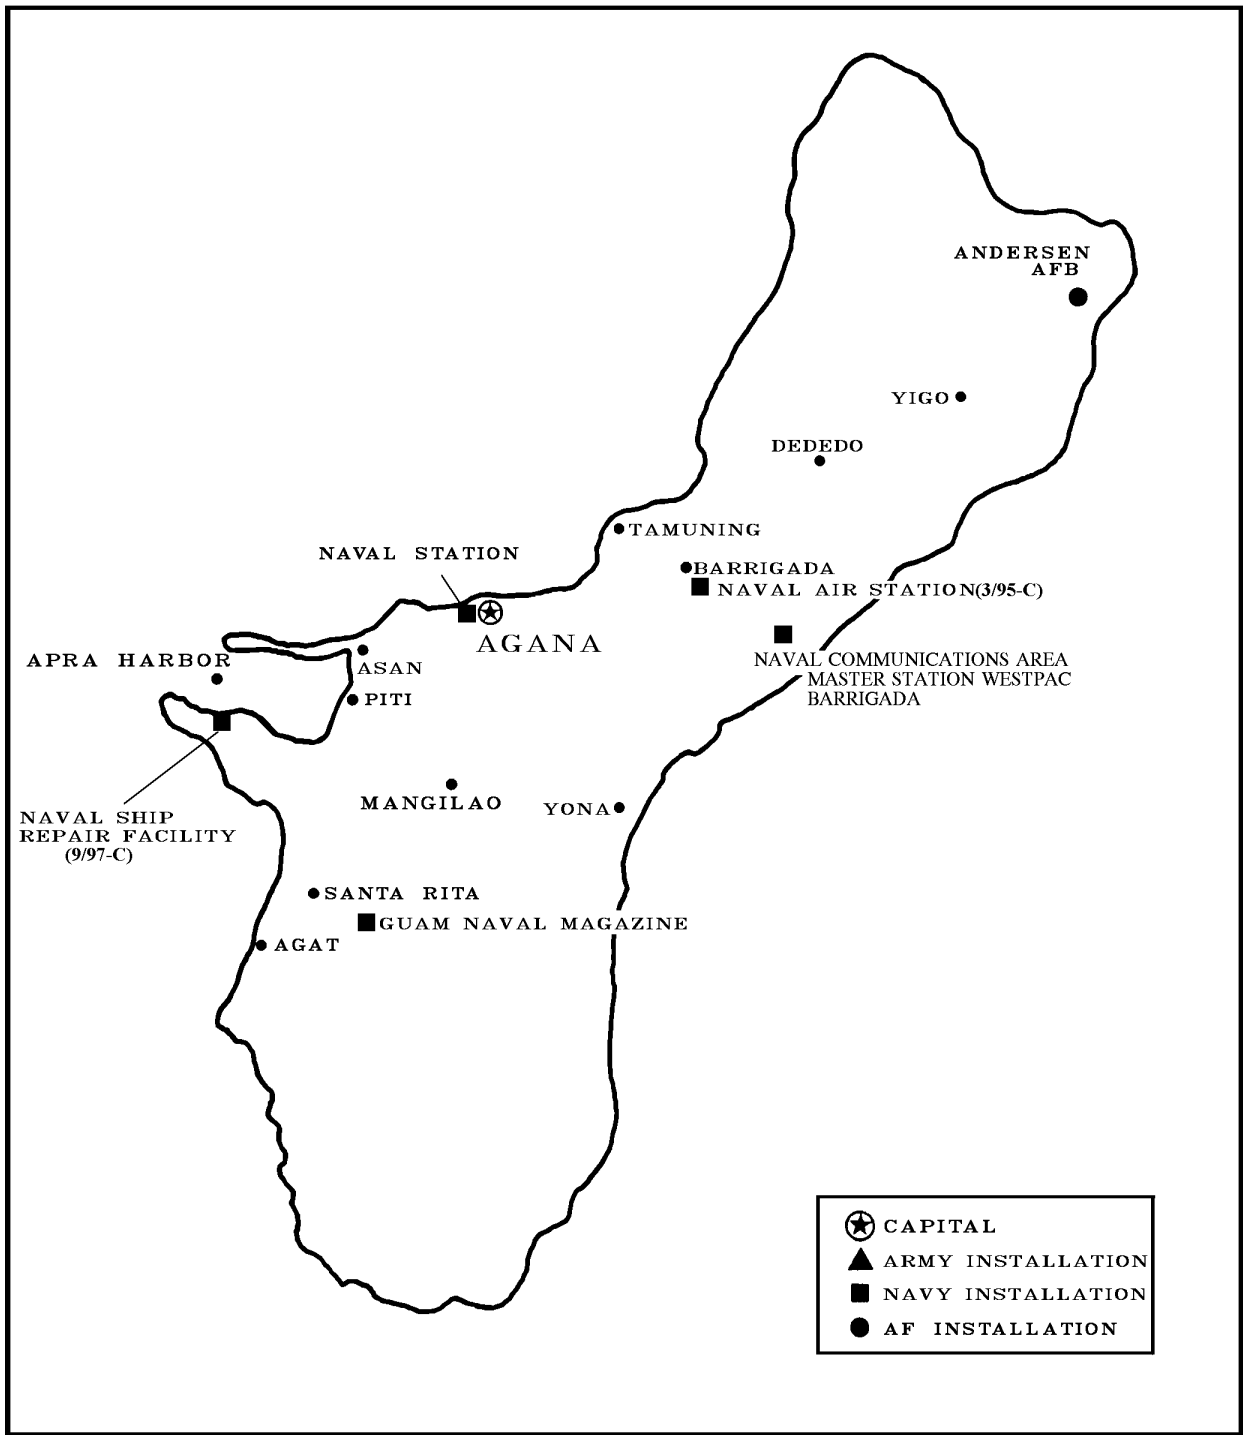 ANDERSEN
AFB
YIGO
DEDEDO
TAMUNING
NAVAL STATION
BARRIGADA
NAVAL AIR STATION(3/95-C)
AGANA
APRA HARBOR
ASAN
NAVAL COMMUNICATIONS AREA
MASTER STATION WESTPAC
BARRIGADA
PITI
MANGILAO
YONA
NAVAL SHIP
REPAIR FACILITY
(9/97-C)
SANTA RITA
GUAM NAVAL MAGAZINE
AGAT
CAPITAL
ARMY INSTALLATION
NAVY INSTALLATION
AF INSTALLATION